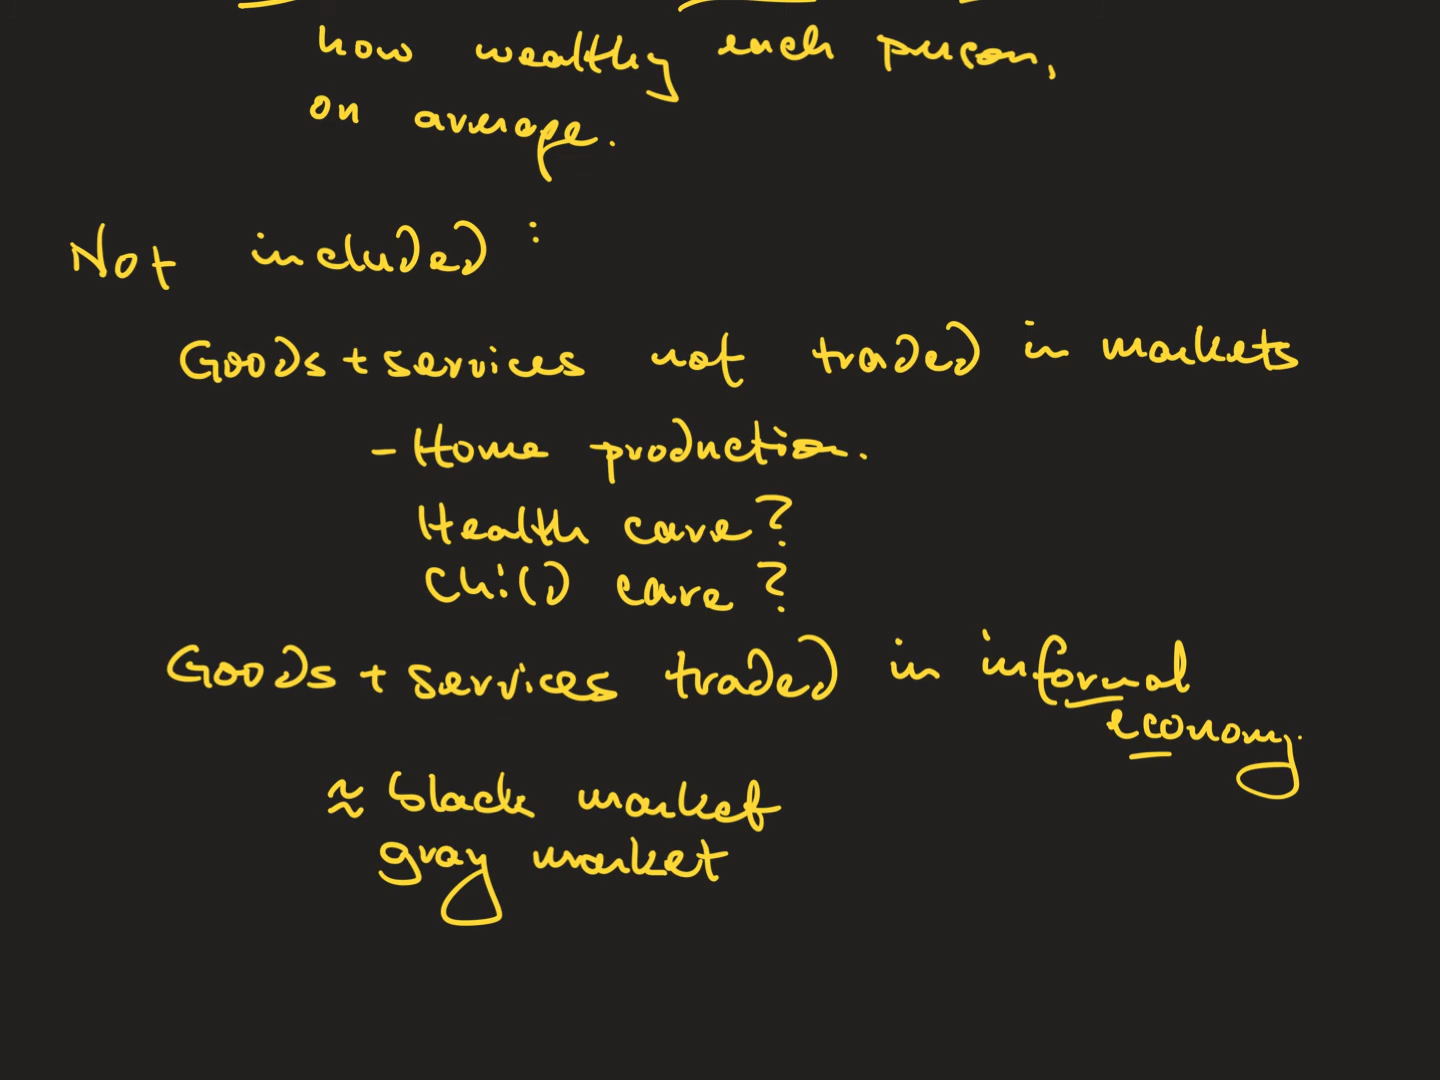 how wealthy each person,
on average.
Not included :
Goods + services not traded in markets
- Home production.
Health care?
Child care?
Goods + services traded in informal
economy.
≈ black market
gray market